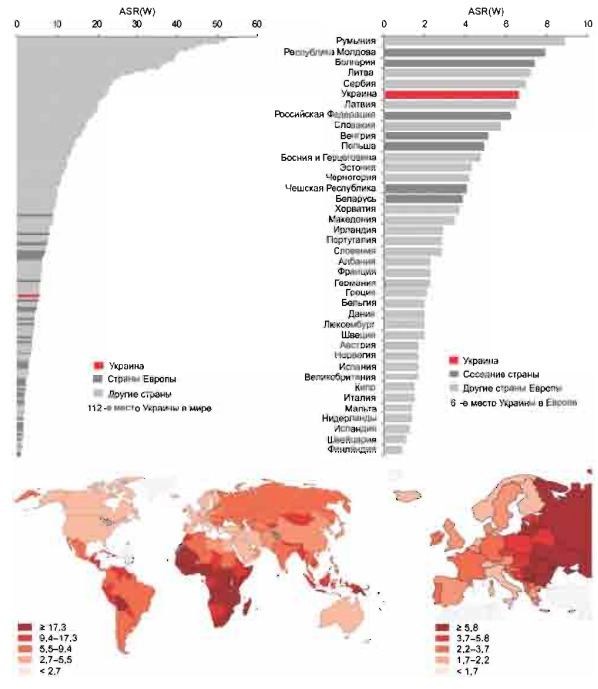 ASR(W)
0 10 20 30 40 50 60
Украина
Страны Европы
Другие страны
112-е место Украины в мире
ASR(W)
0 2 4 6 8 10
Румыния
Республика Молдова
Болгария
Литва
Сербия
Украина
Латвия
Российская Федерация
Словакия
Венгрия
Польша
Босния и Герцеговина
Эстония
Черногория
Чешская Республика
Беларусь
Хорватия
Македония
Ирландия
Португалия
Словения
Албания
Франция
Германия
Греция
Бельгия
Дания
Люксембург
Швеция
Австрия
Норвегия
Испания
Великобритания
Кипр
Италия
Мальта
Нидерланды
Исландия
Швейцария
Финляндия
Украина
Соседние страны
Другие страны Европы
6 -е место Украины в Европе
≥ 17,3
9,4–17,3
5,5–9,4
2,7–5,5
< 2,7
≥ 5,8
3,7–5,8
2,2–3,7
1,7–2,2
< 1,7